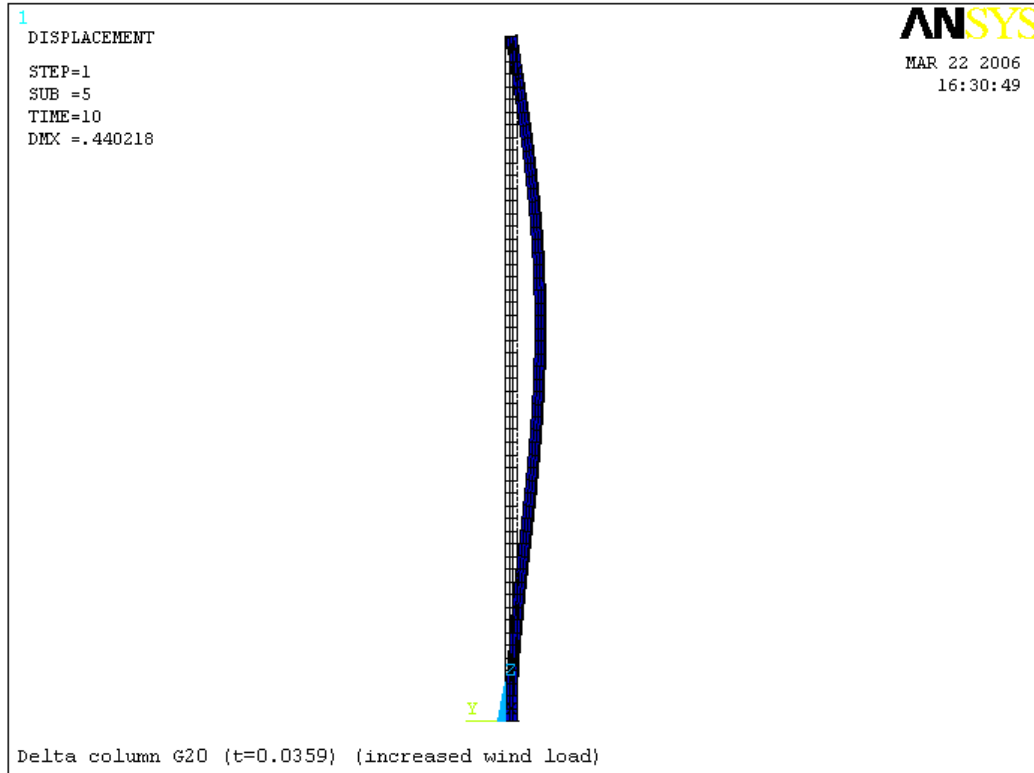 1
DISPLACEMENT
STEP=1
SUB =5
TIME=10
DMX =.440218
ANSYS
MAR 22 2006
16:30:49
Z
Y
Delta column G20 (t=0.0359) (increased wind load)